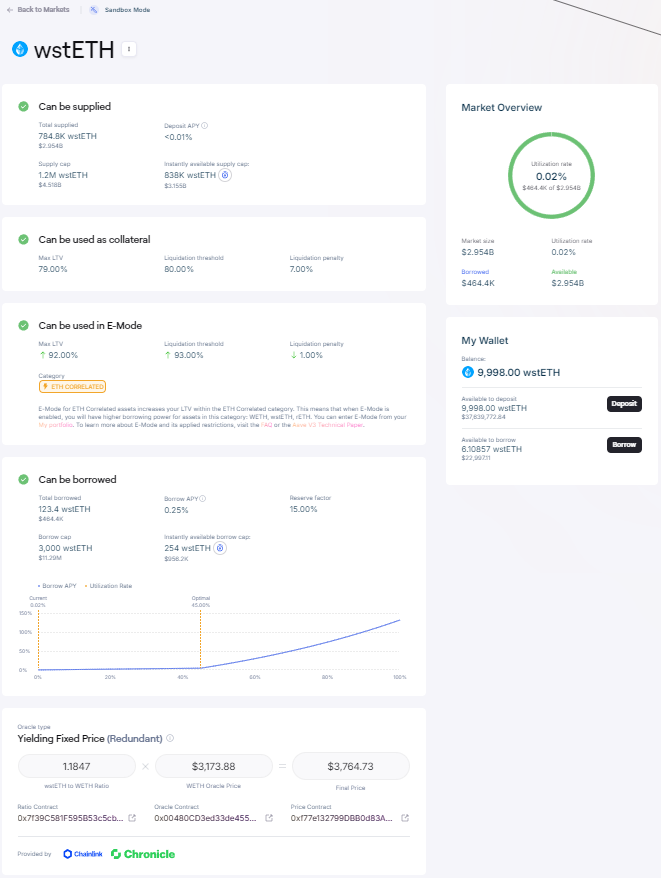 Back to Markets
Sandbox Mode
wstETH
Can be supplied
Total supplied
784.8K wstETH
$2.954B
Deposit APY
<0.01%
Supply cap
1.2M wstETH
$4.518B
Instantly available supply cap:
838K wstETH
$3.155B
Can be used as collateral
Max LTV
79.00%
Liquidation threshold
80.00%
Liquidation penalty
7.00%
Can be used in E-Mode
Max LTV
↑ 92.00%
Liquidation threshold
↑ 93.00%
Liquidation penalty
↓ 1.00%
Category
ETH CORRELATED
E-Mode for ETH Correlated assets increases your LTV within the ETH Correlated category. This means that when E-Mode is
enabled, you will have higher borrowing power for assets in this category: WETH, wstETH, rETH. You can enter E-Mode from your
My portfolio. To learn more about E-Mode and its applied restrictions, visit the FAQ or the Aave V3 Technical Paper.
Can be borrowed
Total borrowed
123.4 wstETH
$464.4K
Borrow APY
0.25%
Reserve factor
15.00%
Borrow cap
3,000 wstETH
$11.29M
Instantly available borrow cap:
254 wstETH
$956.2K
Borrow APY
Utilization Rate
Current
0.02%
Optimal
45.00%
150%
100%
50%
0%
0%
20%
40%
60%
80%
100%
Oracle type
Yielding Fixed Price (Redundant)
1.1847 × $3,173.88 = $3,764.73
wstETH to WETH Ratio
WETH Oracle Price
Final Price
Ratio Contract
0x7f39C581F595B53c5cb...
Oracle Contract
0x00480CD3ed33de455...
Price Contract
0xf77e132799DBB0d83A...
Provided by
Chainlink
Chronicle
Market Overview
Utilization rate
0.02%
$464.4K of $2.954B
Market size
$2.954B
Utilization rate
0.02%
Borrowed
$464.4K
Available
$2.954B
My Wallet
Balance:
9,998.00 wstETH
Available to deposit
9,998.00 wstETH
$37,639,772.84
Deposit
Available to borrow
6.10857 wstETH
$22,997.11
Borrow